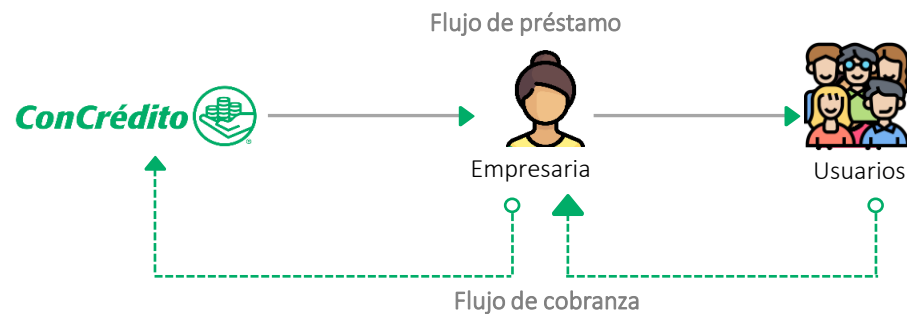 Flujo de préstamo
ConCrédito
Empresaria
Usuarios
Flujo de cobranza